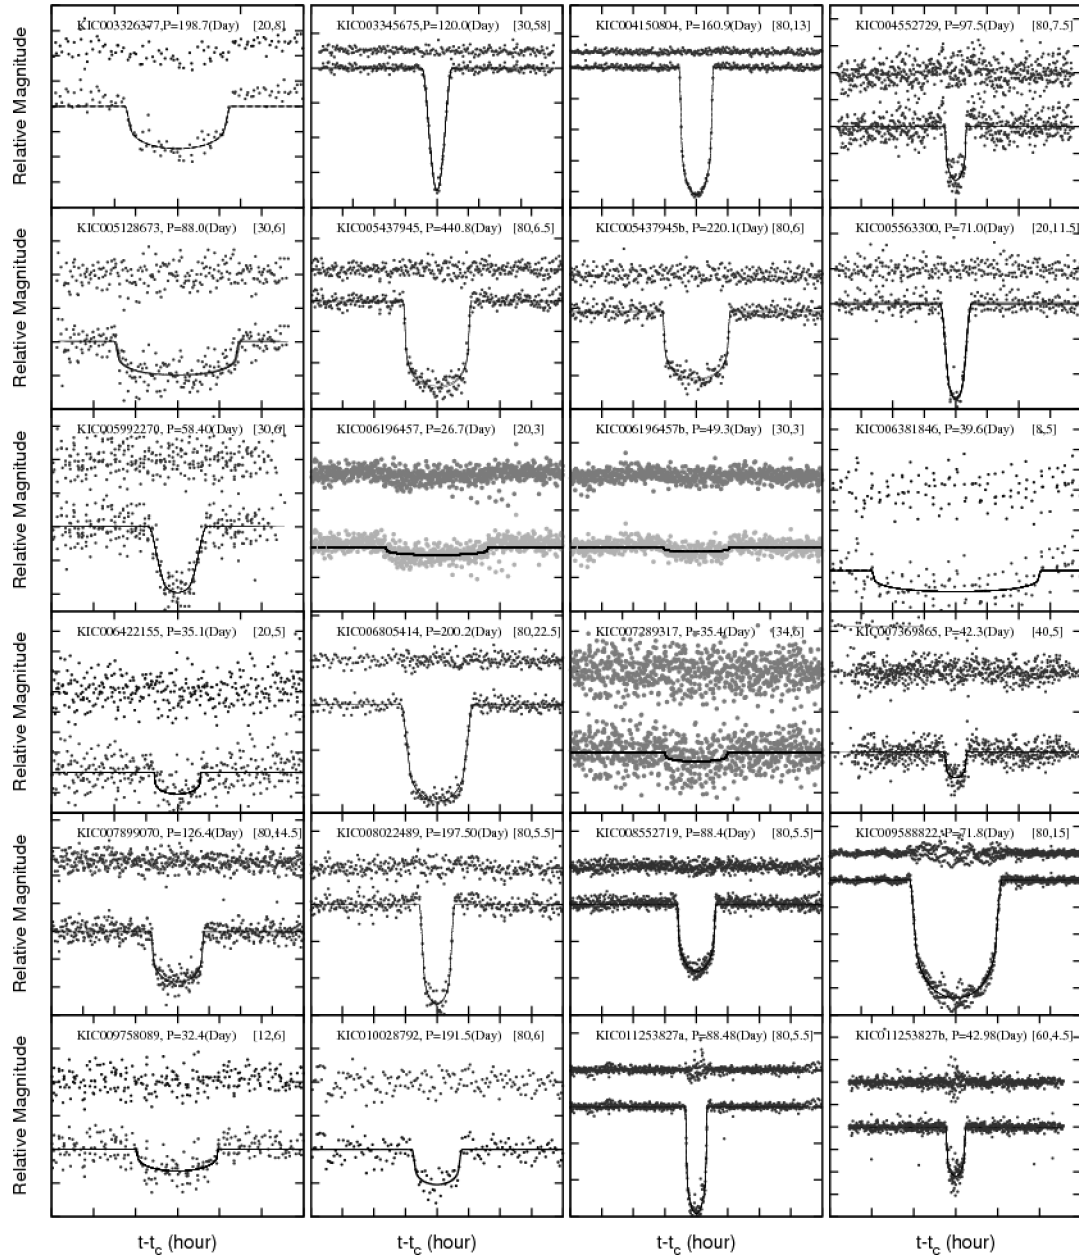 Relative Magnitude
KIC003326377, P=198.7(Day) [20,8]
KIC003345675, P=120.0(Day) [30,58]
KIC004150804, P=160.9(Day) [80,13]
KIC004552729, P=97.5(Day) [80,7.5]
Relative Magnitude
KIC005128673, P=88.0(Day) [30,6]
KIC005437945, P=440.8(Day) [80,6.5]
KIC005437945b, P=220.1(Day) [80,6]
KIC005563300, P=71.0(Day) [20,11.5]
Relative Magnitude
KIC005992270, P=58.40(Day) [30,6]
KIC006196457, P=26.7(Day) [20,3]
KIC006196457b, P=49.3(Day) [30,3]
KIC06381846, P=39.6(Day) [8,5]
Relative Magnitude
KIC006422155, P=35.1(Day) [20,5]
KIC006805414, P=200.2(Day) [80,22.5]
KIC007289317, P=35.4(Day) [34,6]
KIC007369865, P=42.3(Day) [40,5]
Relative Magnitude
KIC007899070, P=126.4(Day) [80,14.5]
KIC008022489, P=197.50(Day) [80,5.5]
KIC008552719, P=88.4(Day) [80,5.5]
KIC009588822, P=71.8(Day) [80,15]
Relative Magnitude
KIC009758089, P=32.4(Day) [12,6]
KIC010028792, P=191.5(Day) [80,6]
KIC011253827a, P=88.48(Day) [80,5.5]
KIC011253827b, P=42.98(Day) [60,4.5]
t-tc (hour)
t-tc (hour)
t-tc (hour)
t-tc (hour)